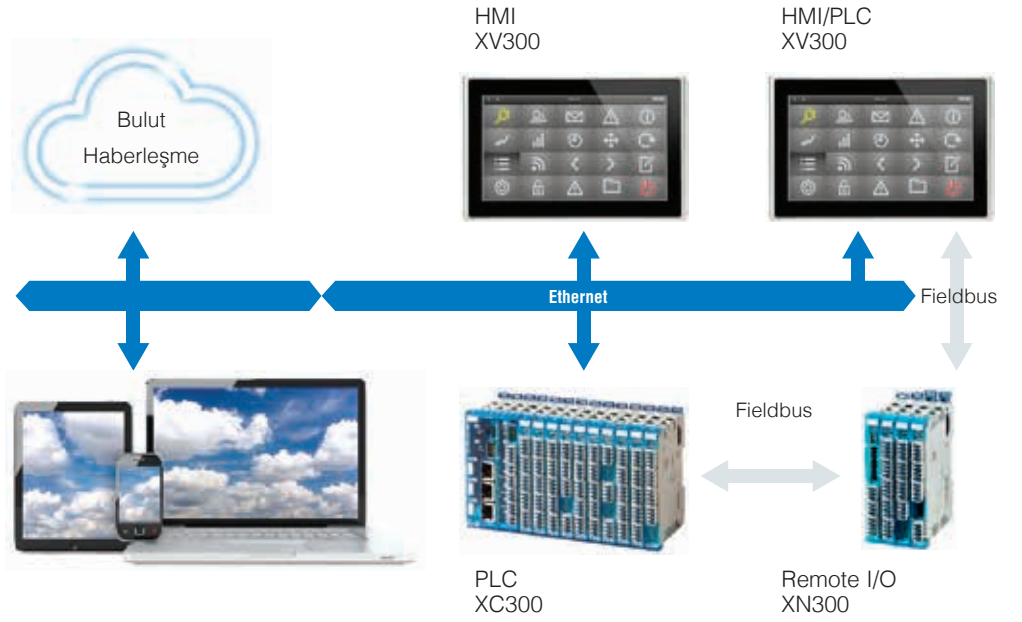 HMI
XV300
HMI/PLC
XV300
Bulut
Haberleşme
Ethernet
Fieldbus
Fieldbus
PLC
XC300
Remote I/O
XN300